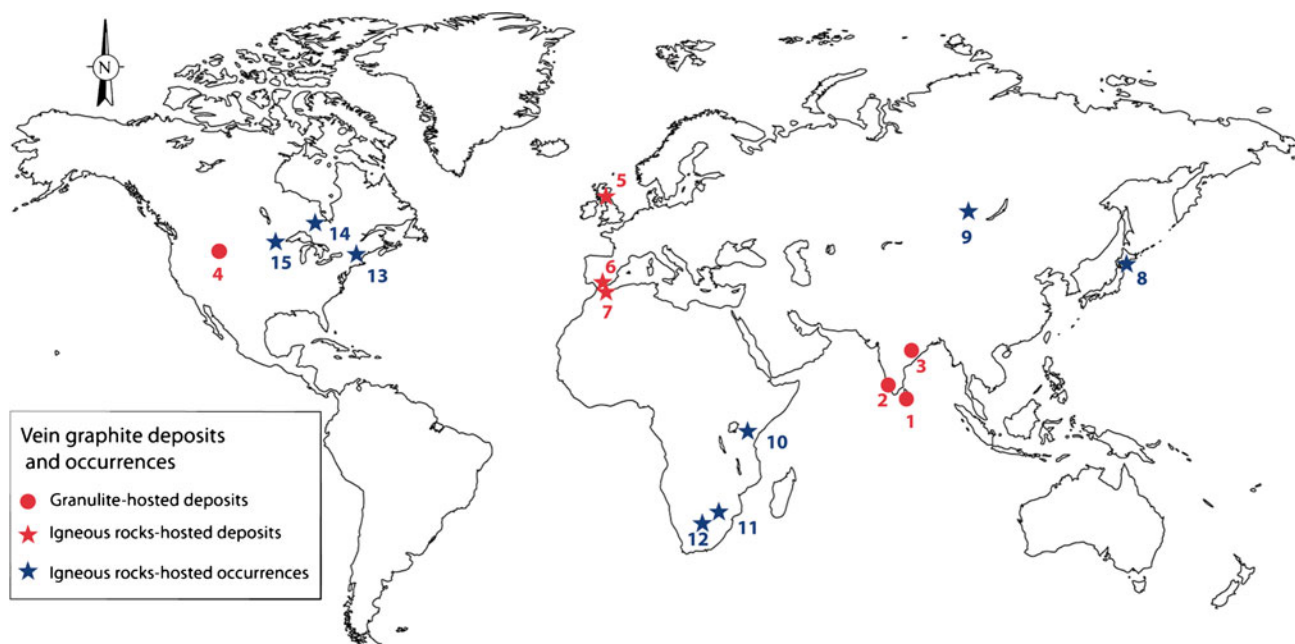 N
5
14
9
15
4
13
6
8
7
3
2
1
10
11
12
Vein graphite deposits
and occurrences
Granulite-hosted deposits
Igneous rocks-hosted deposits
Igneous rocks-hosted occurrences